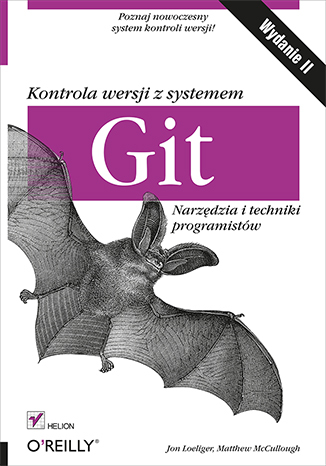 Poznaj nowoczesny
system kontroli wersji!
Wydanie II
Kontrola wersji z systemem
Git
Narzędzia i techniki
programistów
HELION
O'REILLY®
Jon Loeliger, Matthew McCullough